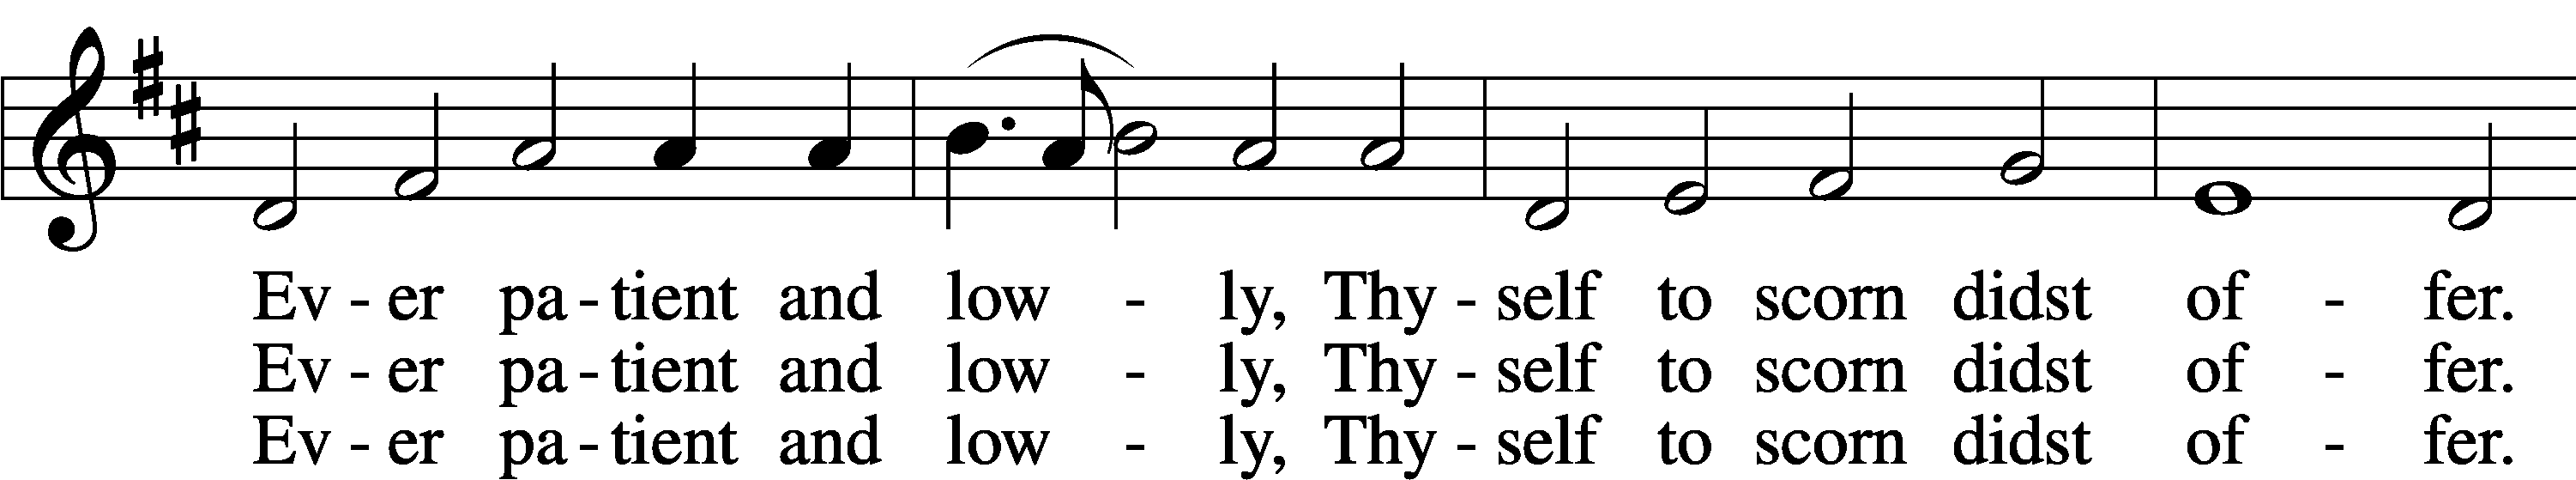 Ev - er pa - tient and low - ly, Thy - self to scorn didst of - fer.
Ev - er pa - tient and low - ly, Thy - self to scorn didst of - fer.
Ev - er pa - tient and low - ly, Thy - self to scorn didst of - fer.